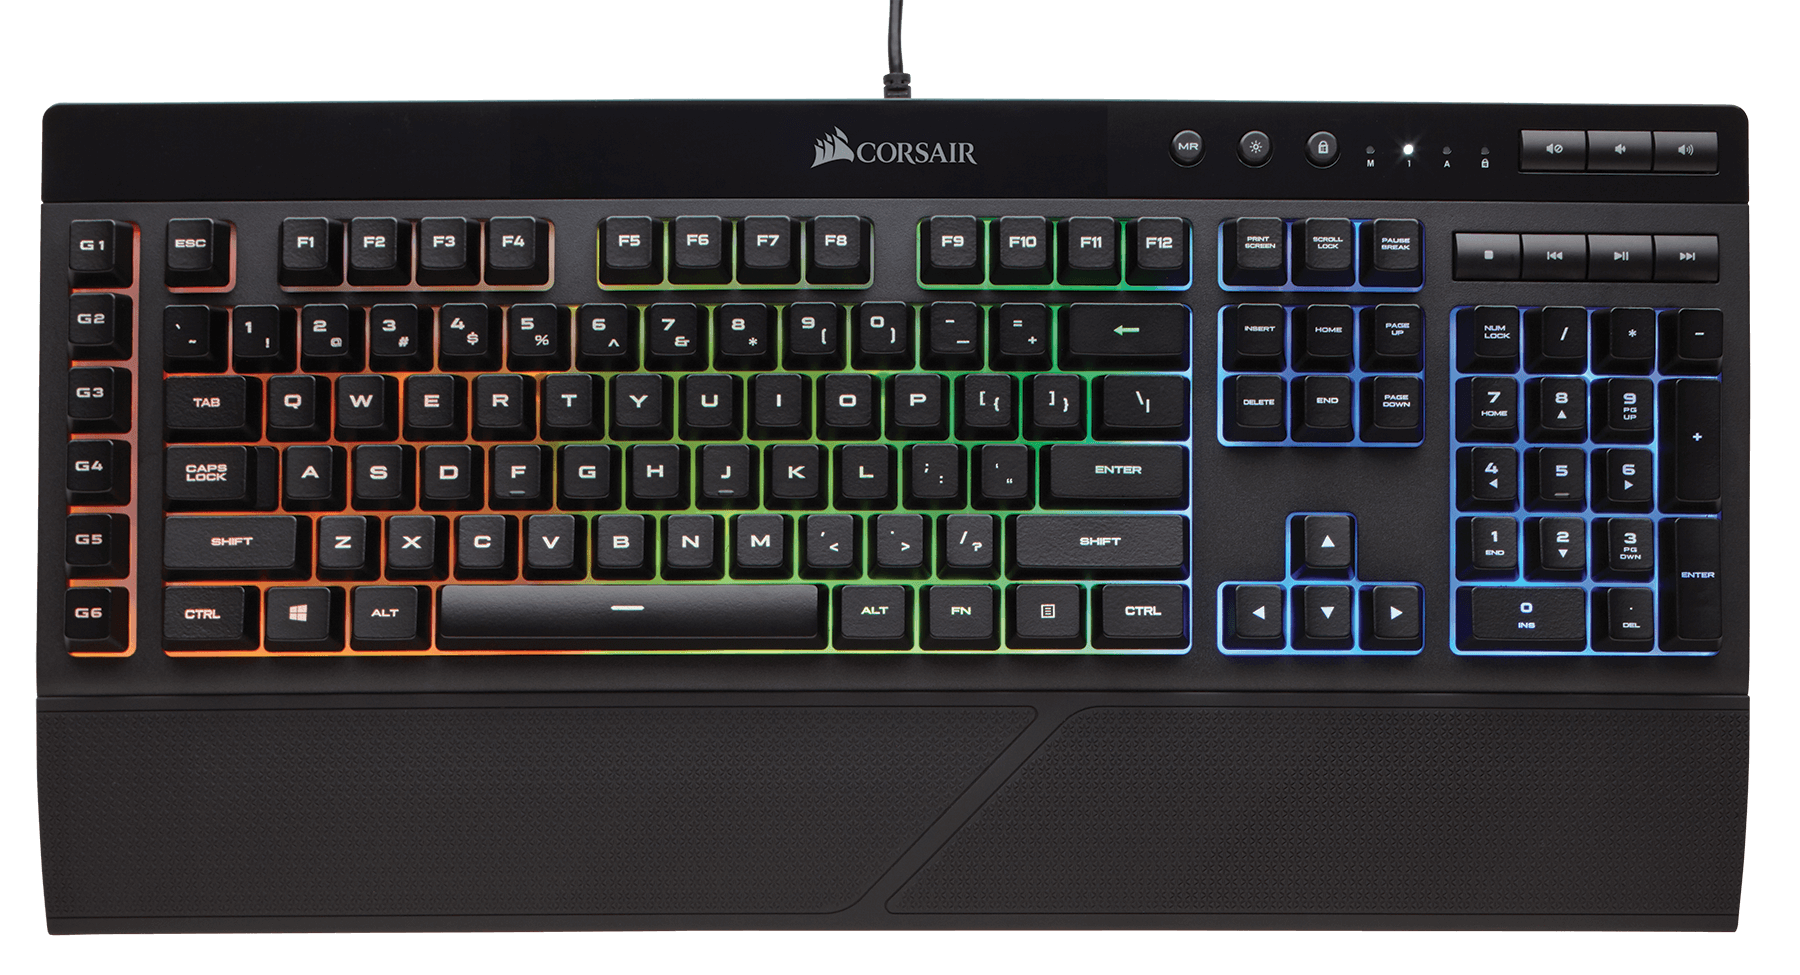 CORSAIR
MR
M 1 A
G1 ESC F1 F2 F3 F4 F5 F6 F7 F8 F9 F10 F11 F12 PRINT SCREEN SCROLL LOCK PAUSE BREAK
G2 ` ~ 1 ! 2 @ 3 # 4 $ 5 % 6 ^ 7 & 8 * 9 ( 0 ) - _ = + ← INSERT HOME PAGE UP NUM LOCK / * -
G3 TAB Q W E R T Y U I O P [ { ] } \ | DELETE END PAGE DOWN 7 HOME 8 ▲ 9 PG UP +
G4 CAPS LOCK A S D F G H J K L ; : ' " ENTER 4 ◀ 5 6 ▶
G5 SHIFT Z X C V B N M , < . > / ? SHIFT ▲ 1 END 2 ▼ 3 PG DWN ENTER
G6 CTRL ALT ALT FN CTRL ◀ ▼ ▶ 0 INS . DEL